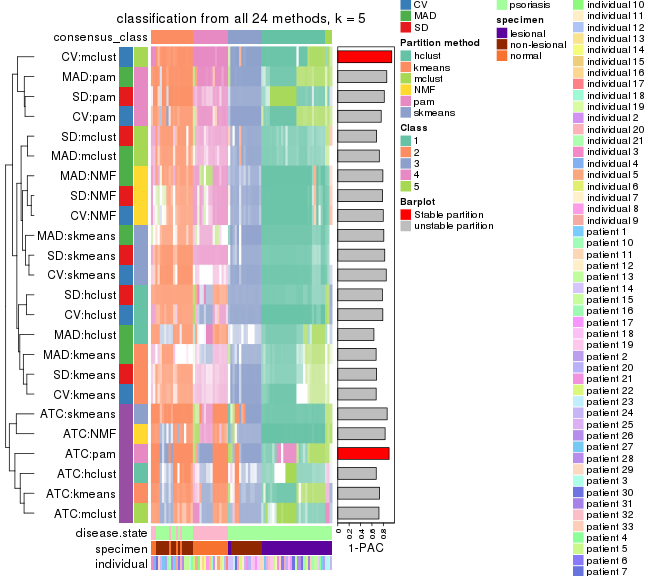 classification from all 24 methods, k = 5
consensus_class
CV:mclust
MAD:pam
SD:pam
CV:pam
SD:mclust
MAD:mclust
MAD:NMF
SD:NMF
CV:NMF
MAD:skmeans
SD:skmeans
CV:skmeans
SD:hclust
CV:hclust
MAD:hclust
MAD:kmeans
SD:kmeans
CV:kmeans
ATC:skmeans
ATC:NMF
ATC:pam
ATC:hclust
ATC:kmeans
ATC:mclust
disease.state
specimen
individual
0
0.2
0.4
0.6
0.8
1-PAC
CV
MAD
SD
Partition method
hclust
kmeans
mclust
NMF
pam
skmeans
Class
1
2
3
4
5
Barplot
Stable partition
unstable partition
psoriasis
specimen
lesional
non-lesional
normal
individual 10
individual 11
individual 12
individual 13
individual 14
individual 15
individual 16
individual 17
individual 18
individual 19
individual 2
individual 20
individual 21
individual 3
individual 4
individual 5
individual 6
individual 7
individual 8
individual 9
patient 1
patient 10
patient 11
patient 12
patient 13
patient 14
patient 15
patient 16
patient 17
patient 18
patient 19
patient 2
patient 20
patient 21
patient 22
patient 23
patient 24
patient 25
patient 26
patient 27
patient 28
patient 29
patient 3
patient 30
patient 31
patient 32
patient 33
patient 4
patient 5
patient 6
patient 7